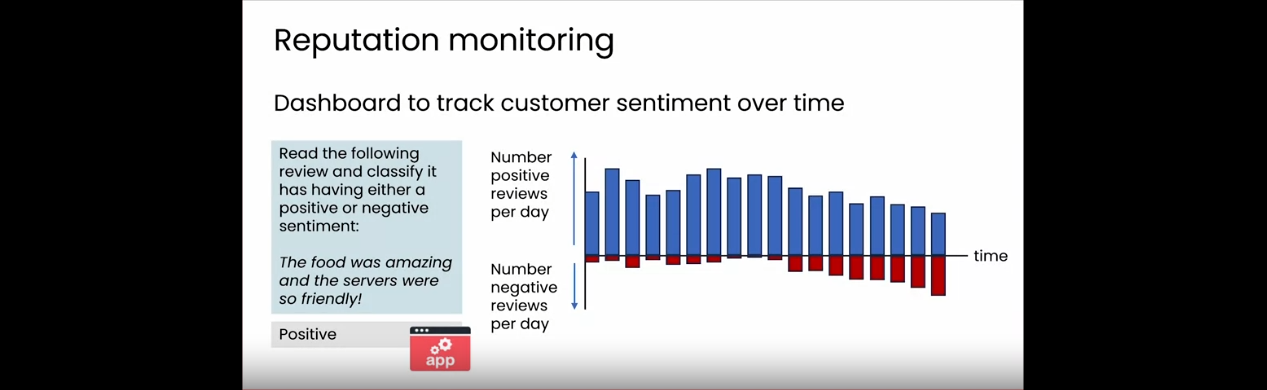 Reputation monitoring
Dashboard to track customer sentiment over time
Read the following
review and classify it
has having either a
positive or negative
sentiment:
The food was amazing
and the servers were
so friendly!
Positive
app
Number
positive
reviews
per day
Number
negative
reviews
per day
time